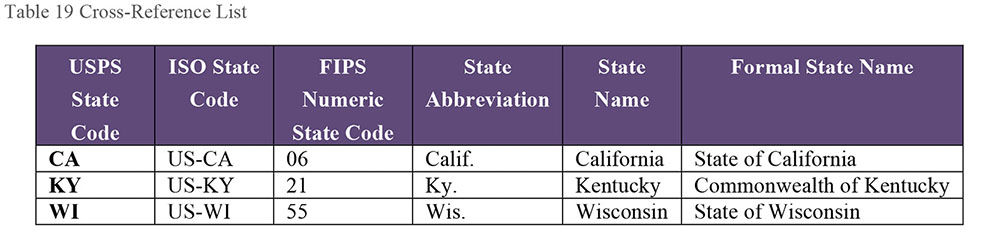 Table 19 Cross-Reference List
USPS State Code ISO State Code FIPS Numeric State Code State Abbreviation State Name Formal State Name
CA US-CA 06 Calif. California State of California
KY US-KY 21 Ky. Kentucky Commonwealth of Kentucky
WI US-WI 55 Wis. Wisconsin State of Wisconsin